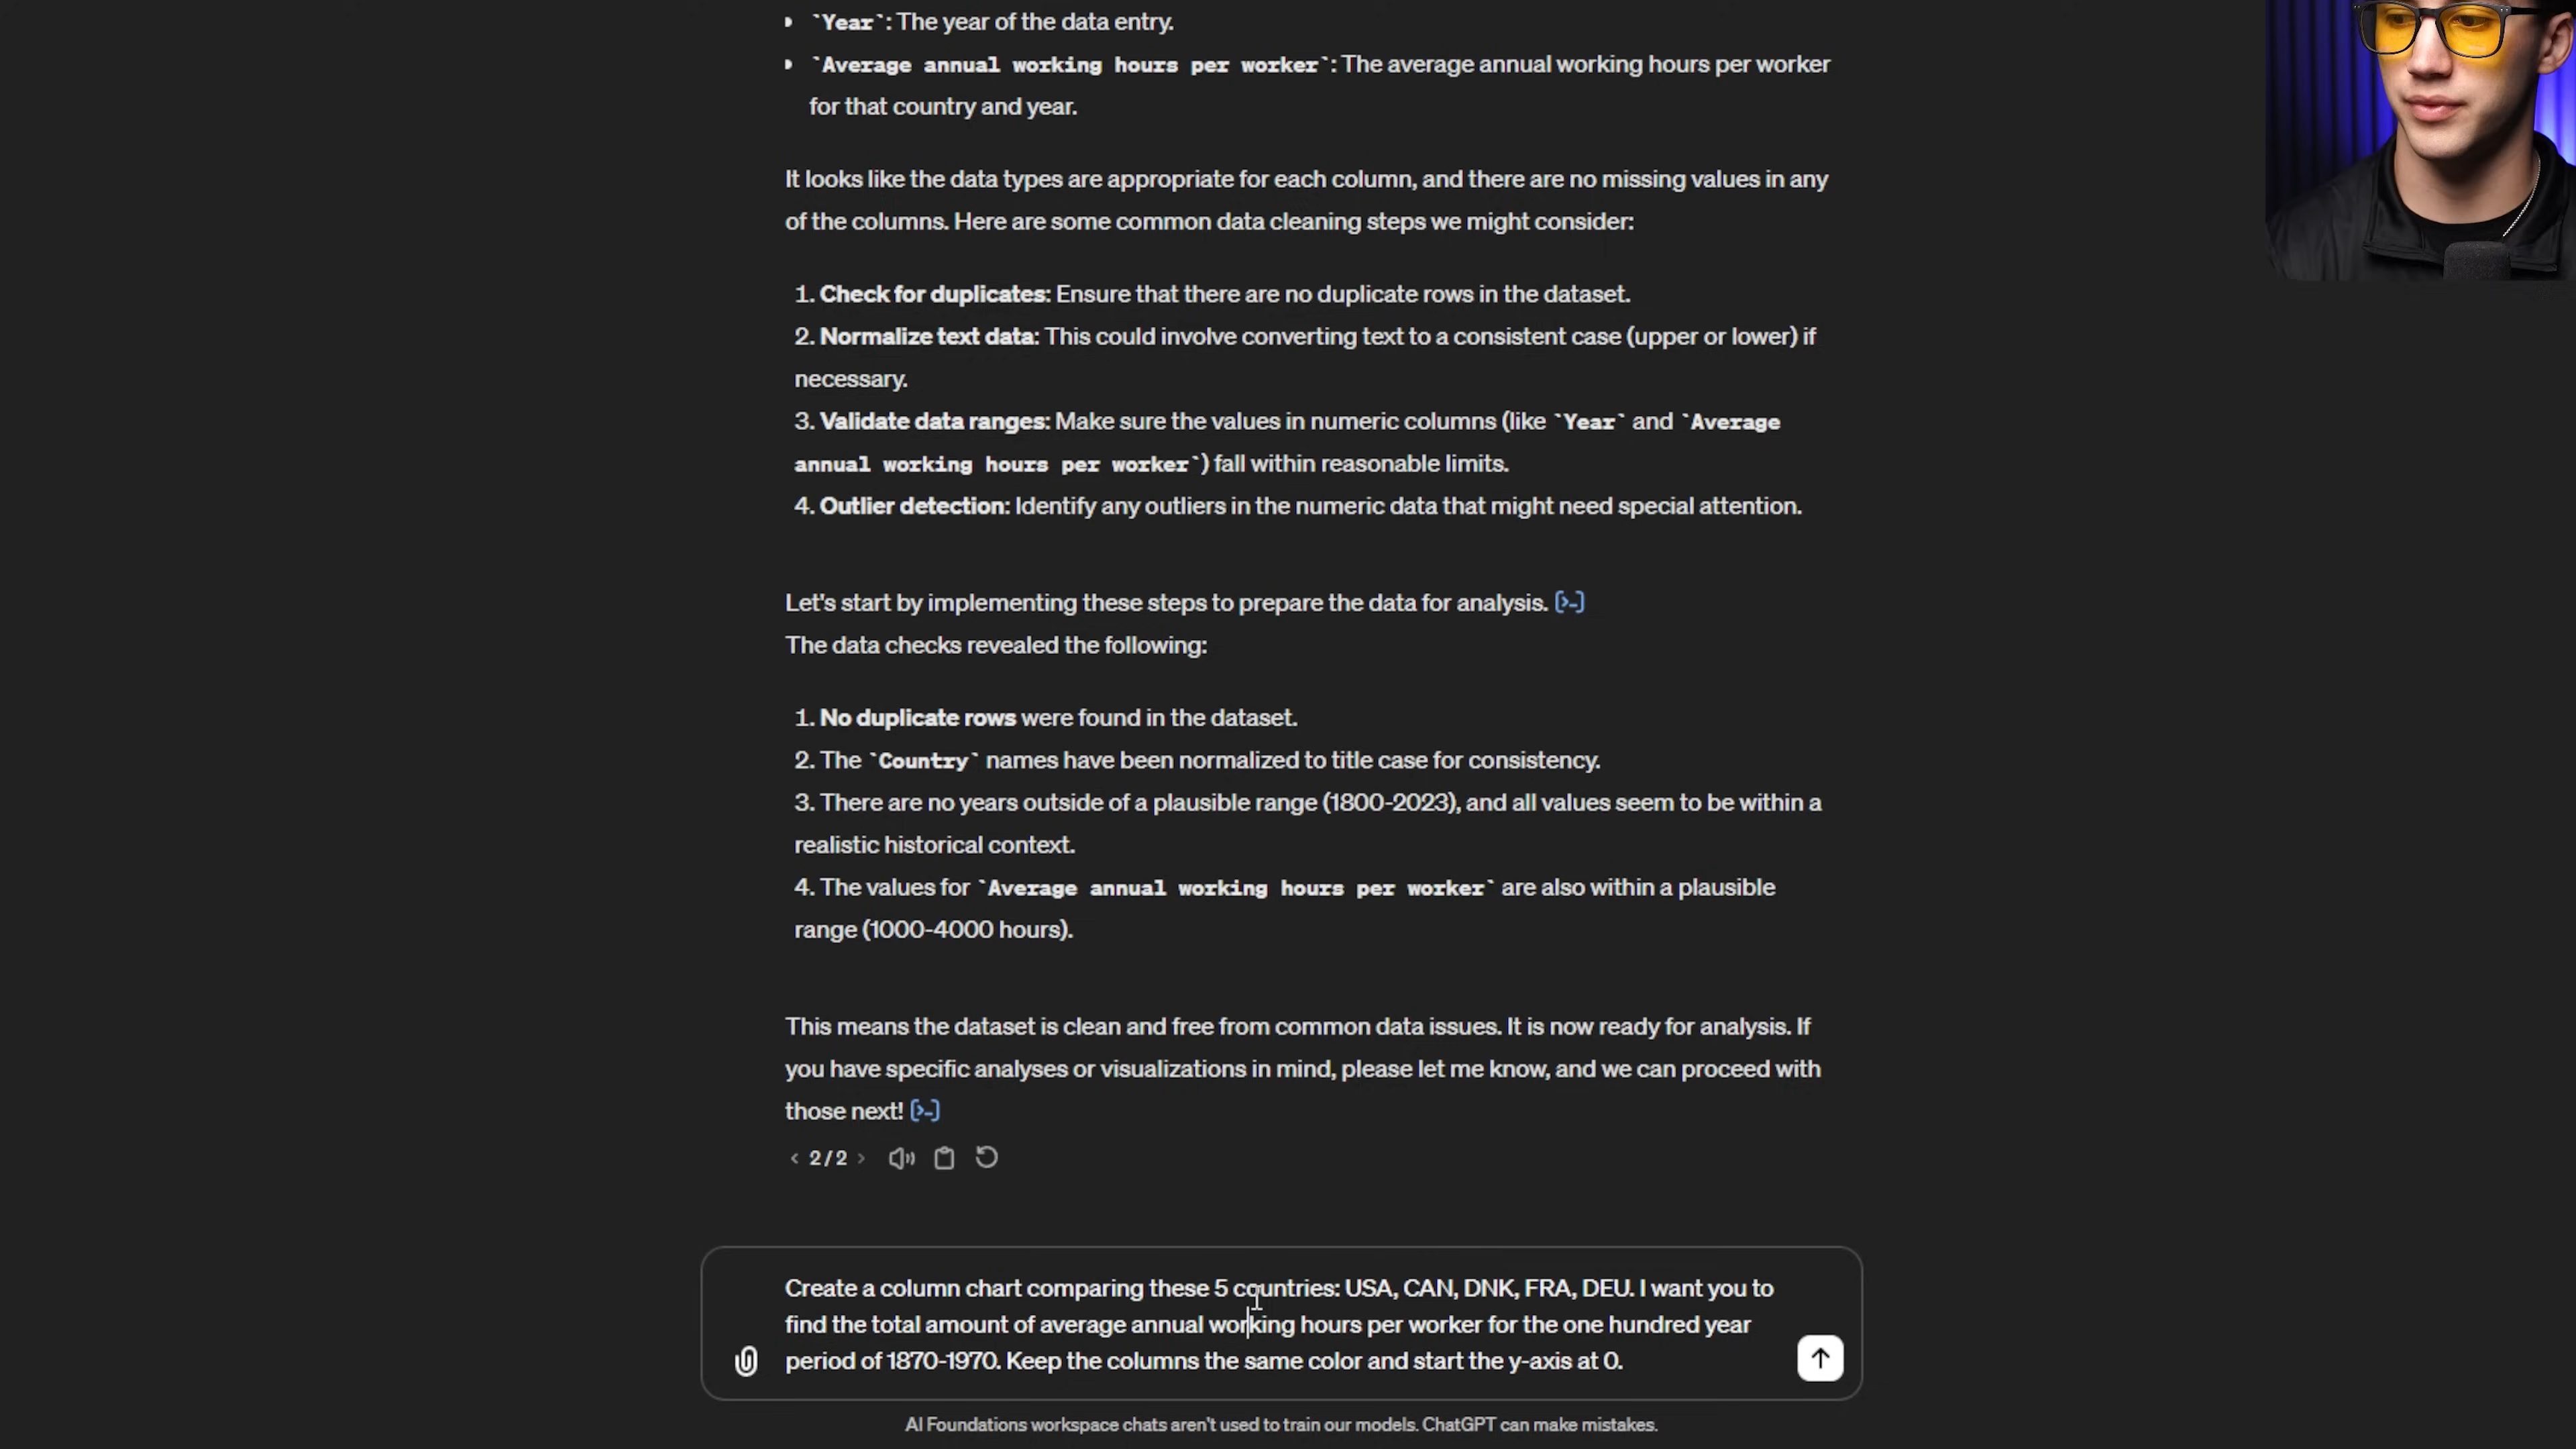 `Year`: The year of the data entry.
`Average annual working hours per worker`: The average annual working hours per worker
for that country and year.
It looks like the data types are appropriate for each column, and there are no missing values in any
of the columns. Here are some common data cleaning steps we might consider:
1. Check for duplicates: Ensure that there are no duplicate rows in the dataset.
2. Normalize text data: This could involve converting text to a consistent case (upper or lower) if
necessary.
3. Validate data ranges: Make sure the values in numeric columns (like `Year` and `Average
annual working hours per worker`) fall within reasonable limits.
4. Outlier detection: Identify any outliers in the numeric data that might need special attention.
Let's start by implementing these steps to prepare the data for analysis. [>-]
The data checks revealed the following:
1. No duplicate rows were found in the dataset.
2. The `Country` names have been normalized to title case for consistency.
3. There are no years outside of a plausible range (1800-2023), and all values seem to be within a
realistic historical context.
4. The values for `Average annual working hours per worker` are also within a plausible
range (1000-4000 hours).
This means the dataset is clean and free from common data issues. It is now ready for analysis. If
you have specific analyses or visualizations in mind, please let me know, and we can proceed with
those next! [>-]
< 2/2 >
Create a column chart comparing these 5 countries: USA, CAN, DNK, FRA, DEU. I want you to
find the total amount of average annual working hours per worker for the one hundred year
period of 1870-1970. Keep the columns the same color and start the y-axis at 0.
AI Foundations workspace chats aren't used to train our models. ChatGPT can make mistakes.